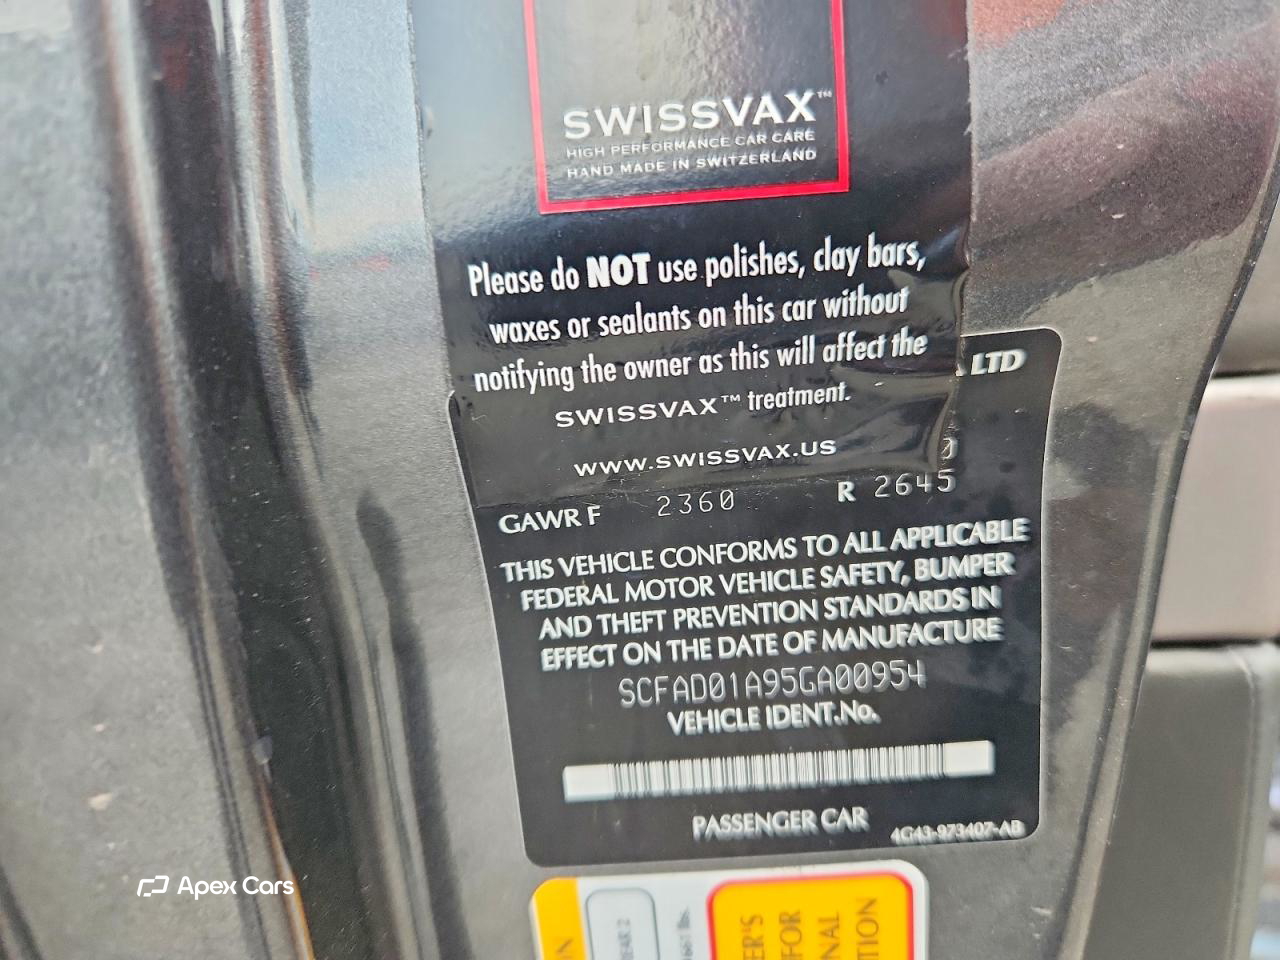 SWISSVAX™
HIGH PERFORMANCE CAR CARE
HAND MADE IN SWITZERLAND
Please do NOT use polishes, clay bars,
waxes or sealants on this car without
notifying the owner as this will affect the
SWISSVAX™ treatment.
WWW.SWISSVAX.US
LTD
0
GAWR F 2360 R 2645
THIS VEHICLE CONFORMS TO ALL APPLICABLE
FEDERAL MOTOR VEHICLE SAFETY, BUMPER
AND THEFT PREVENTION STANDARDS IN
EFFECT ON THE DATE OF MANUFACTURE
SCFAD01A95GA00954
VEHICLE IDENT.No.
PASSENGER CAR
4G43-973407-AB
Apex Cars